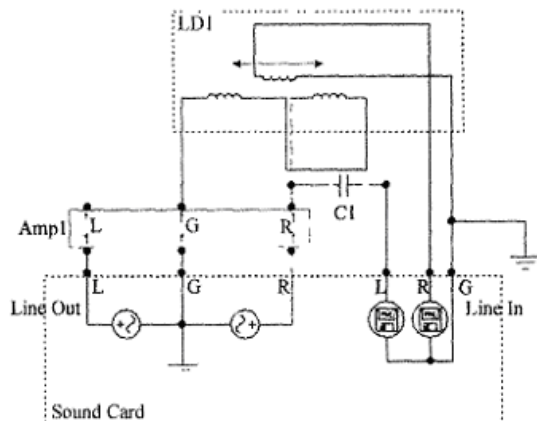 LD1
C1
Amp1 L G R
L G R L R G
Line Out Line In
Sound Card